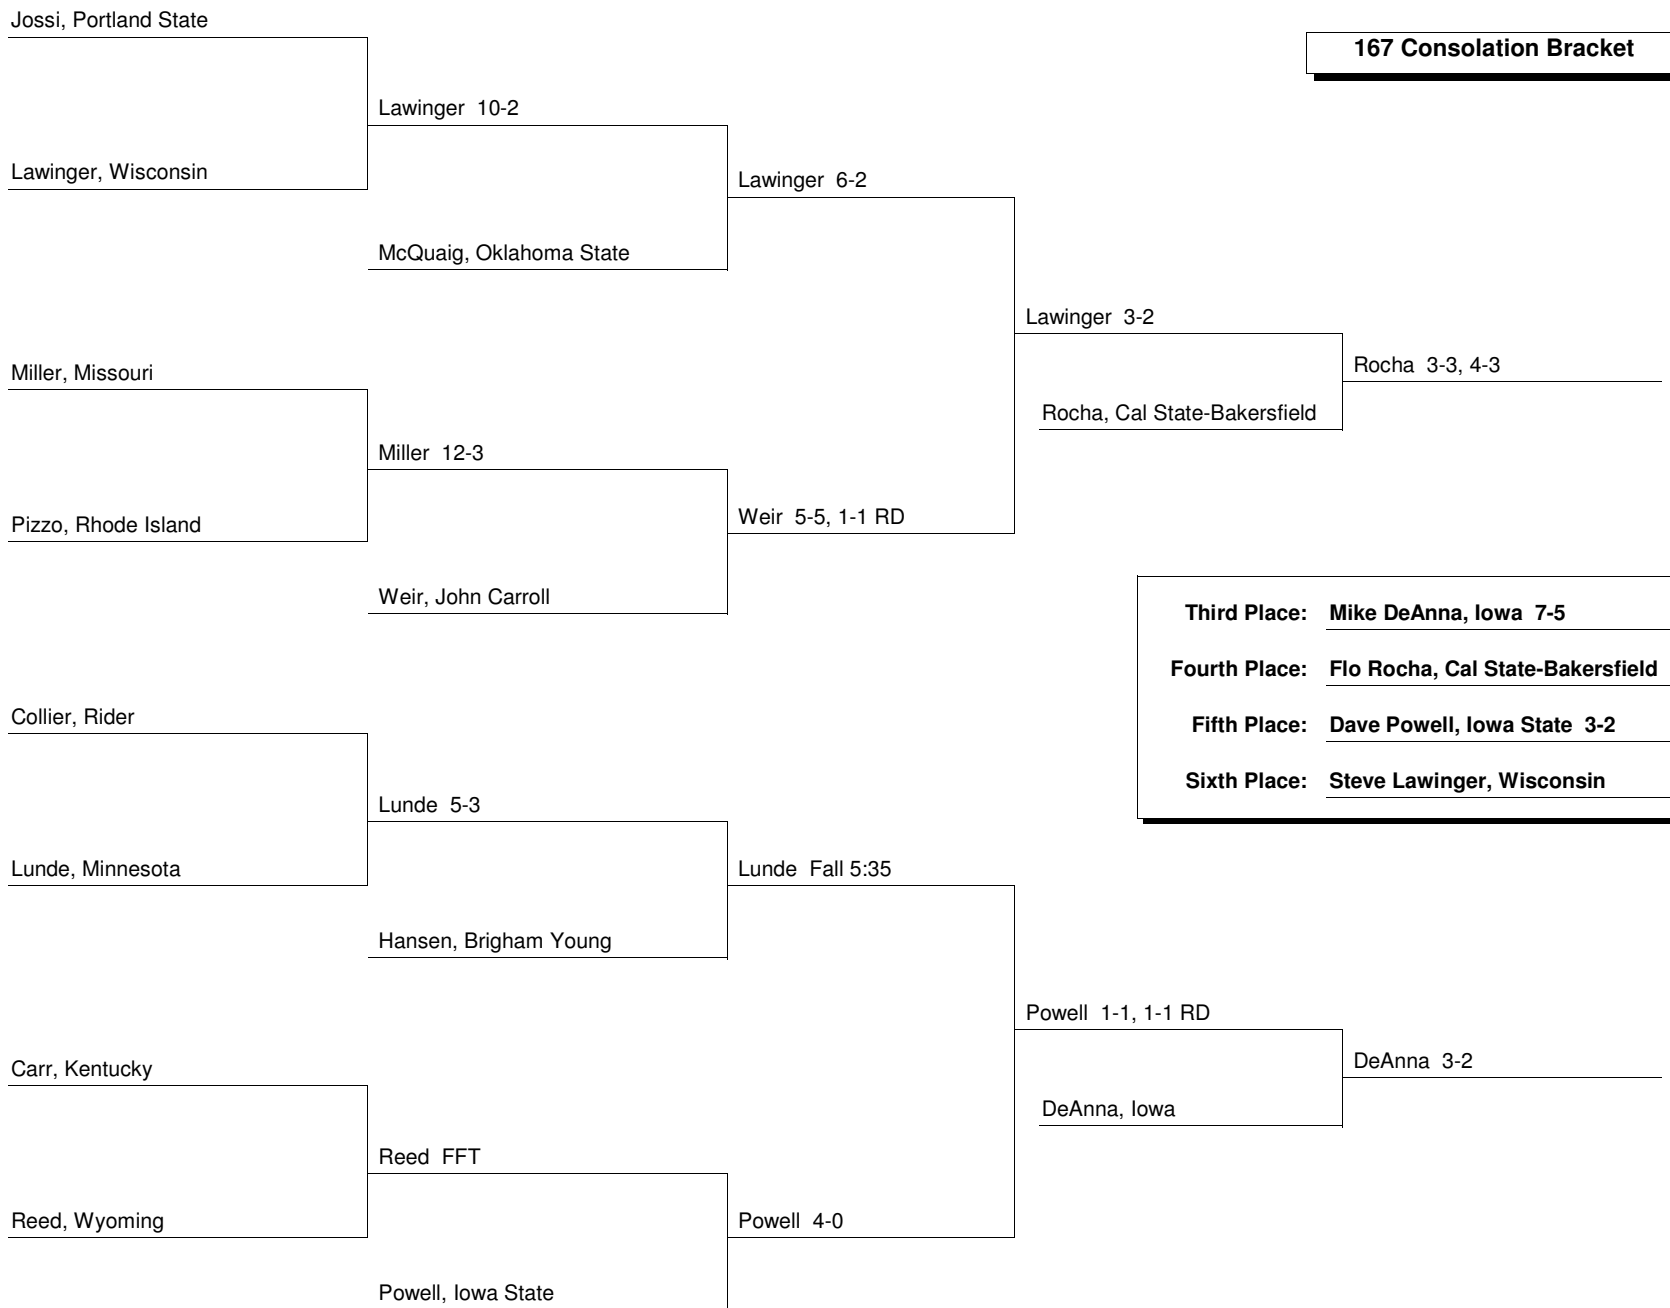 Jossi, Portland State
167 Consolation Bracket
Lawinger 10-2
Lawinger, Wisconsin
Lawinger 6-2
McQuaig, Oklahoma State
Lawinger 3-2
Miller, Missouri
Rocha 3-3, 4-3
Rocha, Cal State-Bakersfield
Miller 12-3
Pizzo, Rhode Island
Weir 5-5, 1-1 RD
Weir, John Carroll
Third Place: Mike DeAnna, Iowa 7-5
Fourth Place: Flo Rocha, Cal State-Bakersfield
Collier, Rider
Fifth Place: Dave Powell, Iowa State 3-2
Sixth Place: Steve Lawinger, Wisconsin
Lunde 5-3
Lunde, Minnesota
Lunde Fall 5:35
Hansen, Brigham Young
Powell 1-1, 1-1 RD
Carr, Kentucky
DeAnna 3-2
DeAnna, Iowa
Reed FFT
Reed, Wyoming
Powell 4-0
Powell, Iowa State